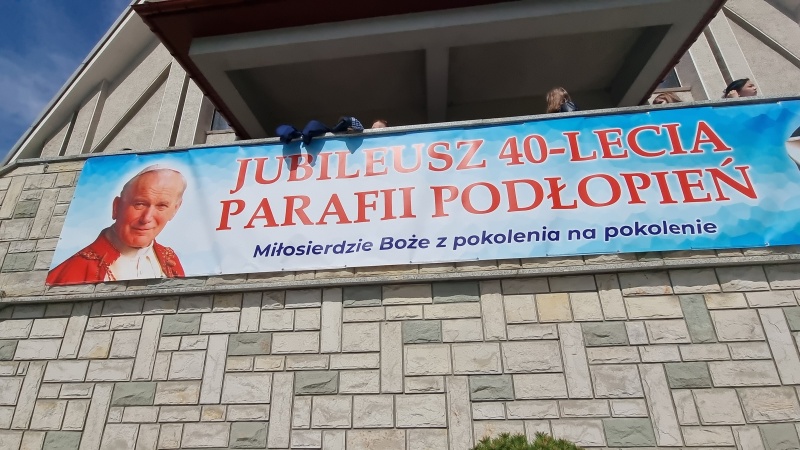 JUBILEUSZ 40-LECIA
PARAFII PODŁOPIEŃ
Miłosierdzie Boże z pokolenia na pokolenie